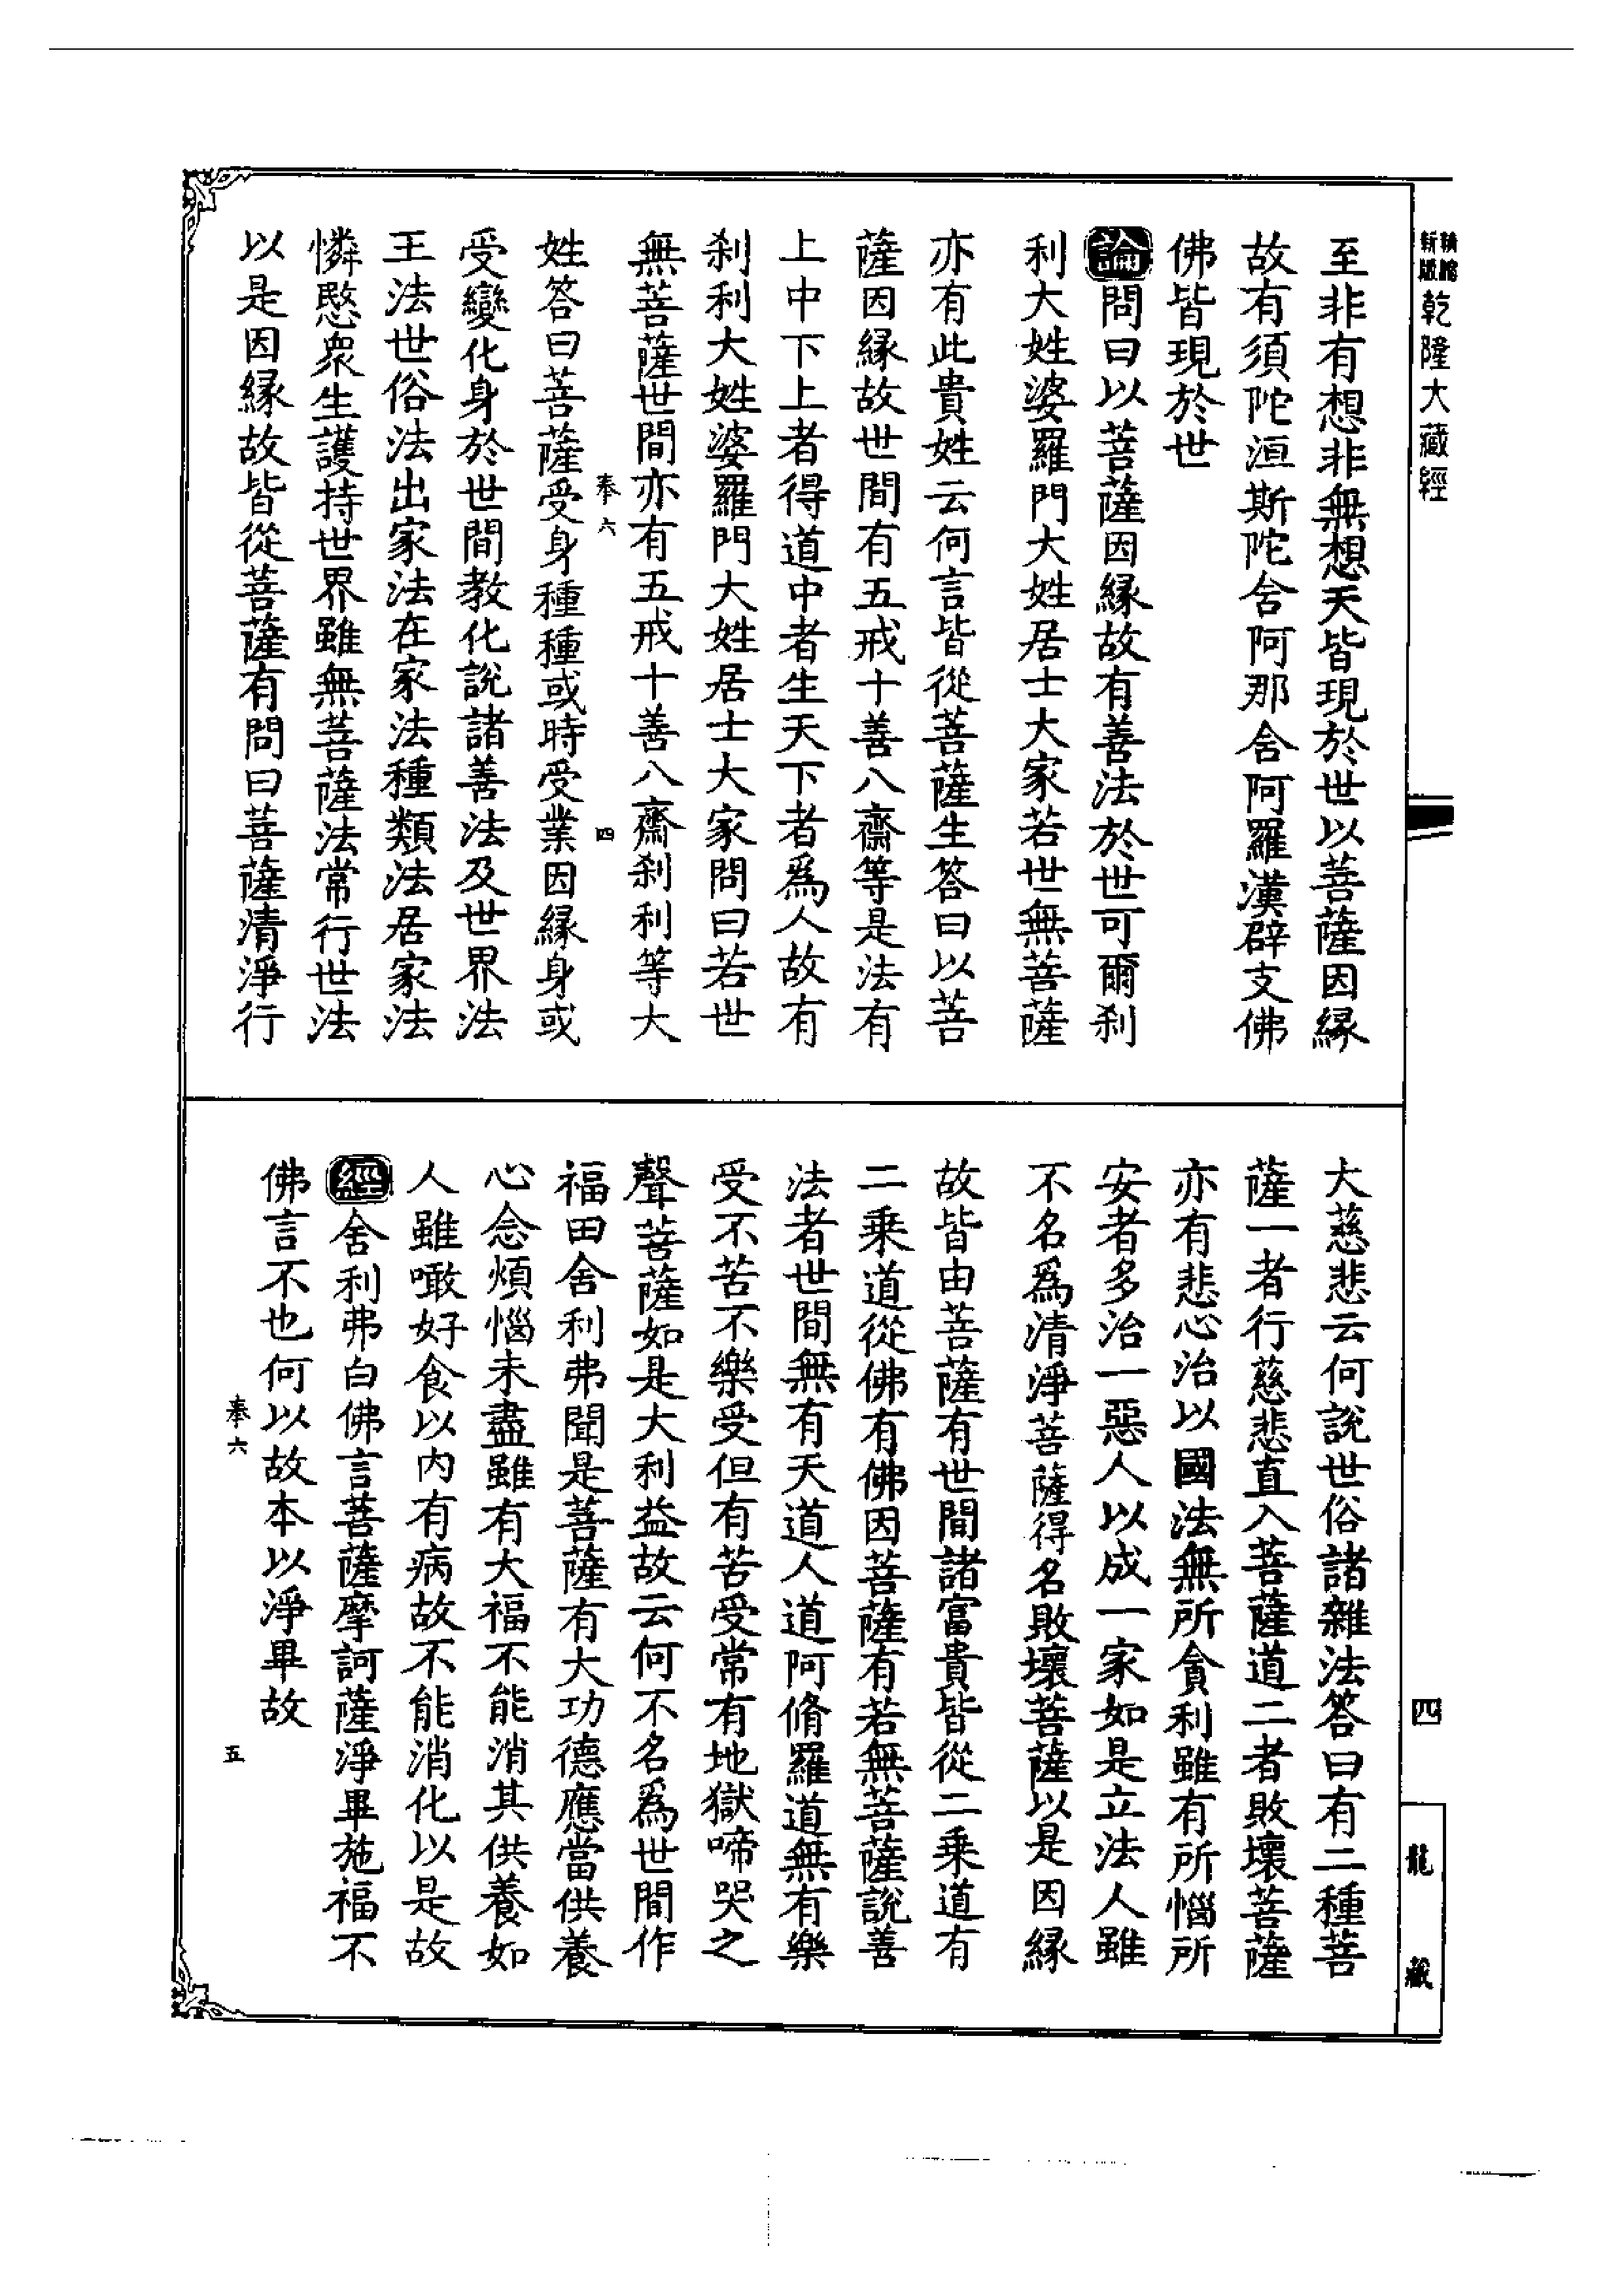 精縮
新版
乾隆大藏經
至非有想非無想天皆現於世以菩薩因緣
故有須陀洹斯陀含阿那含阿羅漢辟支佛
佛皆現於世
論問曰以菩薩因緣故有善法於世可爾刹
利大姓婆羅門大姓居士大家若世無菩薩
亦有此貴姓云何言皆從菩薩生答曰以菩
薩因緣故世間有五戒十善八齋等是法有
上中下上者得道中者生天下者爲人故有
刹利大姓婆羅門大姓居士大家問曰若世
無菩薩世間亦有五戒十善八齋刹利等大
奉六
四
姓答曰菩薩受身種種或時受業因緣身或
受變化身於世間教化說諸善法及世界法
王法世俗法出家法在家法種類法居家法
憐愍衆生護持世界雖無菩薩法常行世法
以是因緣故皆從菩薩有問曰菩薩清淨行
四
龍藏
大慈悲云何說世俗諸雜法答曰有二種菩
薩一者行慈悲直入菩薩道二者敗壞菩薩
亦有悲心治以國法無所貪利雖有所惱所
安者多治一惡人以成一家如是立法人雖
不名爲清淨菩薩得名敗壞菩薩以是因緣
故皆由菩薩有世間諸富貴皆從二乘道有
二乘道從佛有佛因菩薩有若無菩薩說善
法者世間無有天道人道阿脩羅道無有樂
受不苦不樂受但有苦受常有地獄啼哭之
聲菩薩如是大利益故云何不名爲世間作
福田舍利弗聞是菩薩有大功德應當供養
心念煩惱未盡雖有大福不能消其供養如
人雖噉好食以內有病故不能消化以是故
經舍利弗白佛言菩薩摩訶薩淨畢施福不
佛言不也何以故本以淨畢故
奉六
五